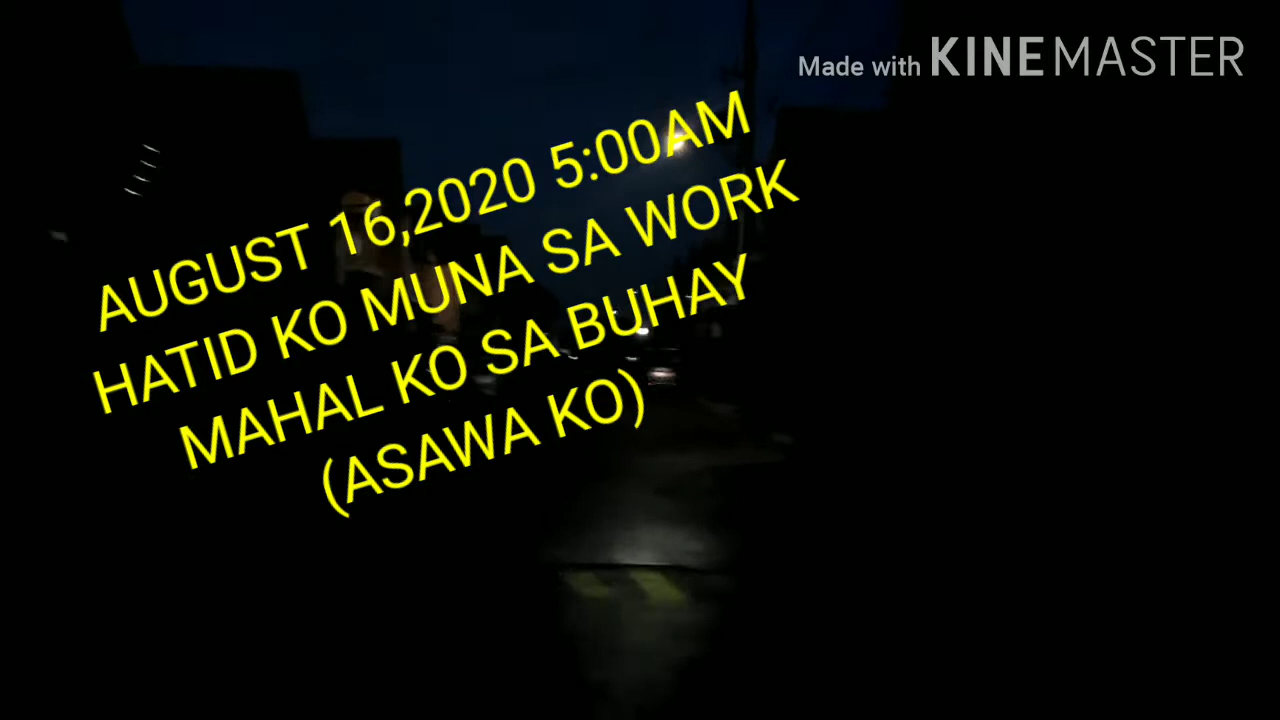 Made with KINEMASTER
AUGUST 16,2020 5:00AM
HATID KO MUNA SA WORK
MAHAL KO SA BUHAY
(ASAWA KO)